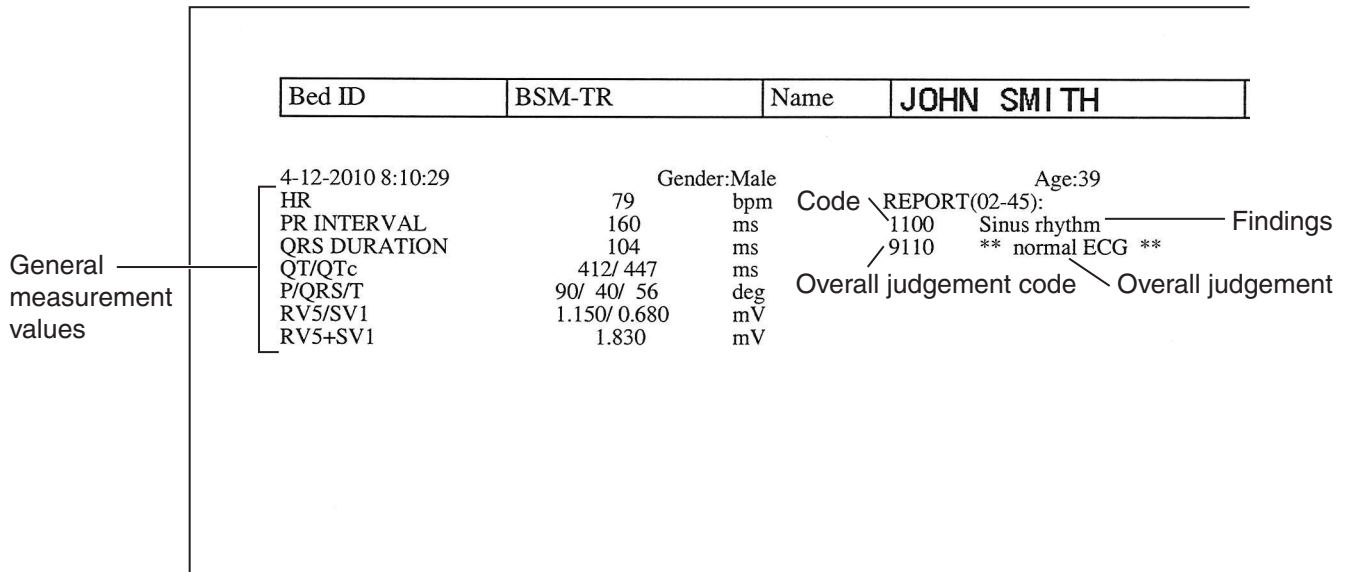 Bed ID BSM-TR Name JOHN SMITH
4-12-2010 8:10:29 Gender:Male Age:39
HR 79 bpm Code REPORT(02-45):
PR INTERVAL 160 ms 1100 Sinus rhythm Findings
QRS DURATION 104 ms 9110 ** normal ECG **
General measurement values
QT/QTc 412/ 447 ms
P/QRS/T 90/ 40/ 56 deg Overall judgement code Overall judgement
RV5/SV1 1.150/ 0.680 mV
RV5+SV1 1.830 mV